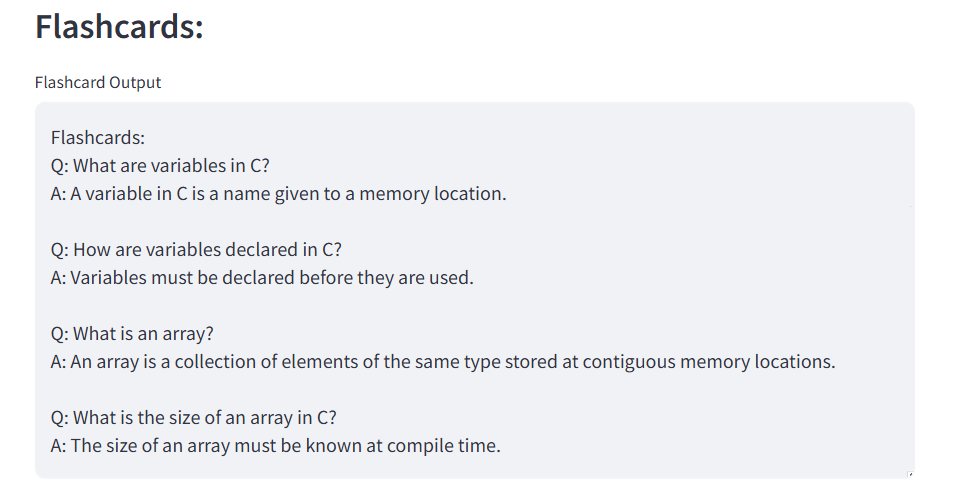 Flashcards:
Flashcard Output
Flashcards:
Q: What are variables in C?
A: A variable in C is a name given to a memory location.
Q: How are variables declared in C?
A: Variables must be declared before they are used.
Q: What is an array?
A: An array is a collection of elements of the same type stored at contiguous memory locations.
Q: What is the size of an array in C?
A: The size of an array must be known at compile time.